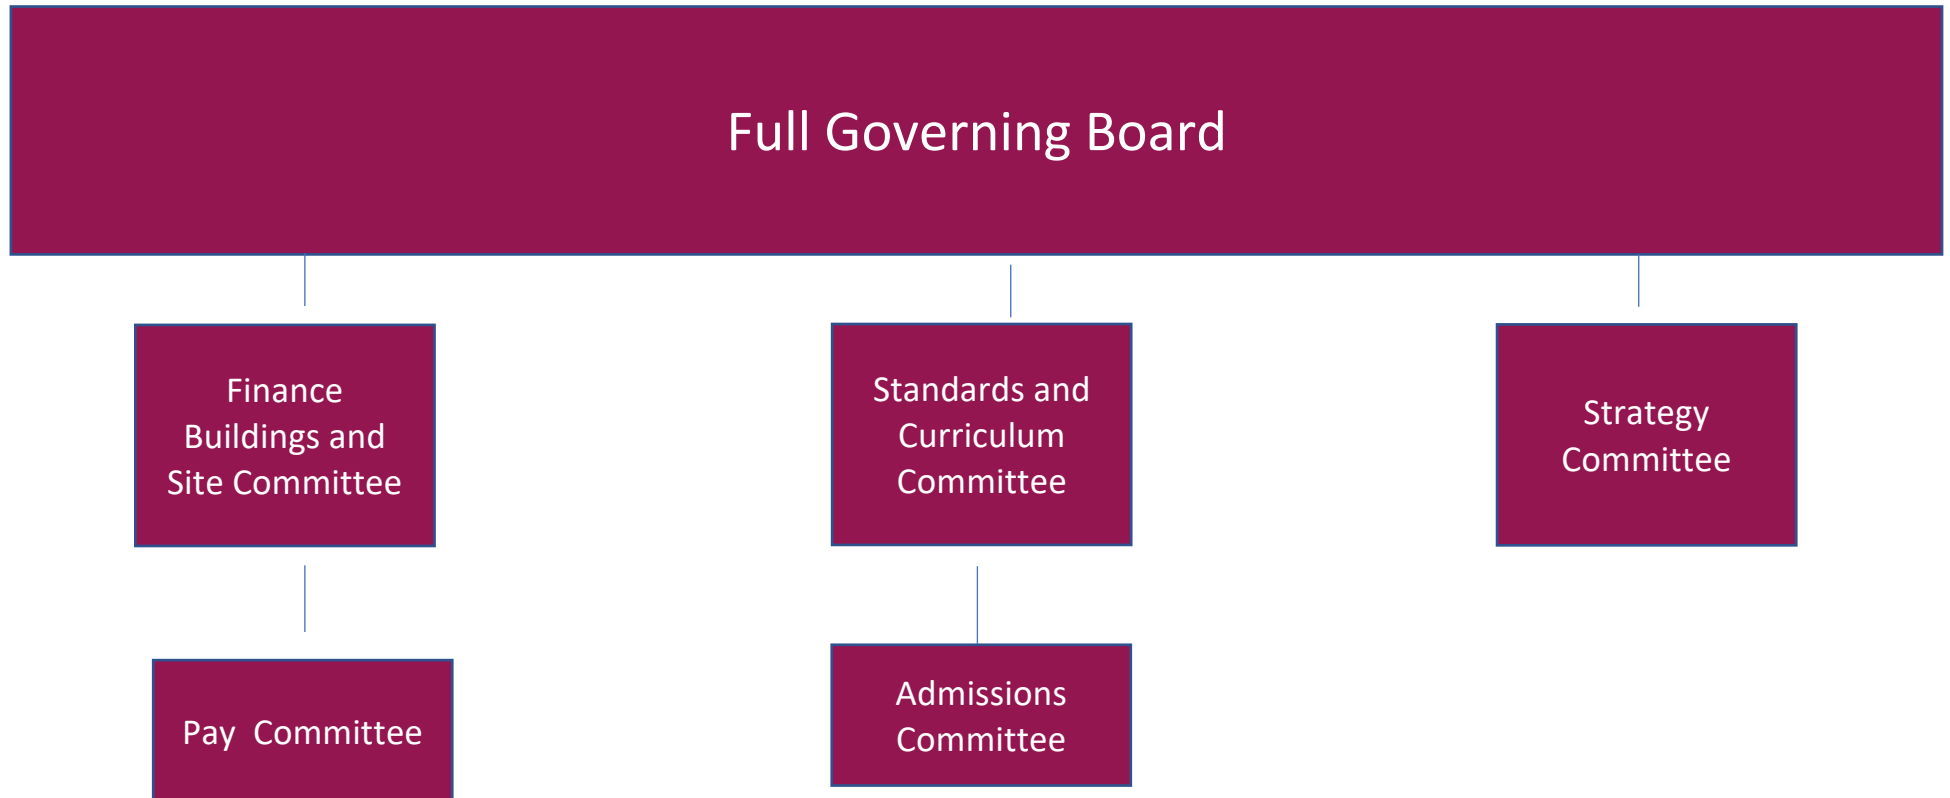 Full Governing Board
Finance
Buildings and
Site Committee
Standards and
Curriculum
Committee
Strategy
Committee
Pay  Committee
Admissions
Committee